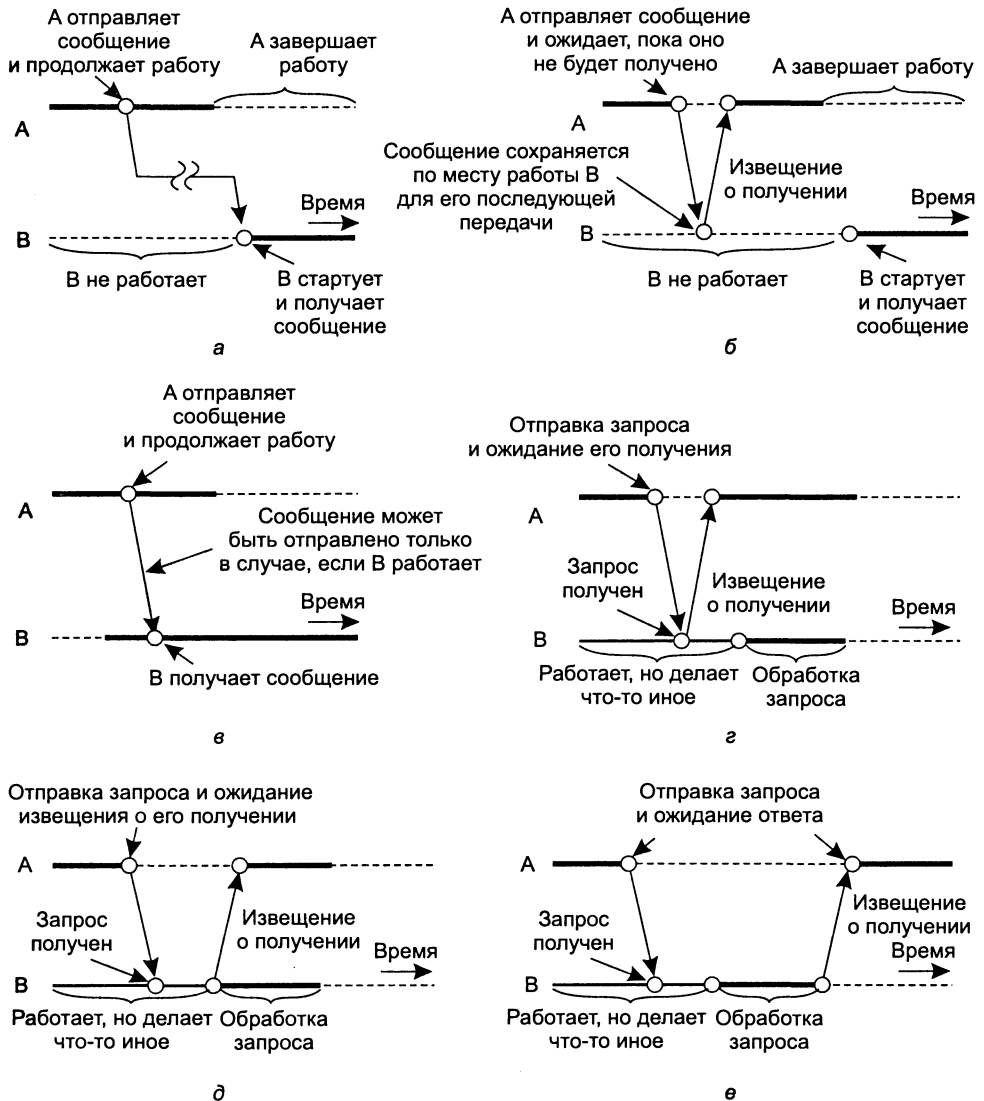 А отправляет
сообщение
и продолжает работу
А завершает
работу
А
Время
В
В не работает
В стартует
и получает
сообщение
а
А отправляет сообщение
и ожидает, пока оно
не будет получено
А завершает работу
А
Сообщение сохраняется
по месту работы В
для его последующей
передачи
Извещение
о получении
Время
В
В не работает
В стартует
и получает
сообщение
б
А отправляет
сообщение
и продолжает работу
А
Сообщение может
быть отправлено только
в случае, если В работает
Время
В
В получает сообщение
в
Отправка запроса
и ожидание его получения
А
Запрос
получен
Извещение
о получении
Время
В
Работает, но делает
что-то иное
Обработка
запроса
г
Отправка запроса и ожидание
извещения о его получении
А
Запрос
получен
Извещение
о получении
Время
В
Работает, но делает
что-то иное
Обработка
запроса
д
Отправка запроса
и ожидание ответа
А
Запрос
получен
Извещение
о получении
Время
В
Работает, но делает
что-то иное
Обработка
запроса
е